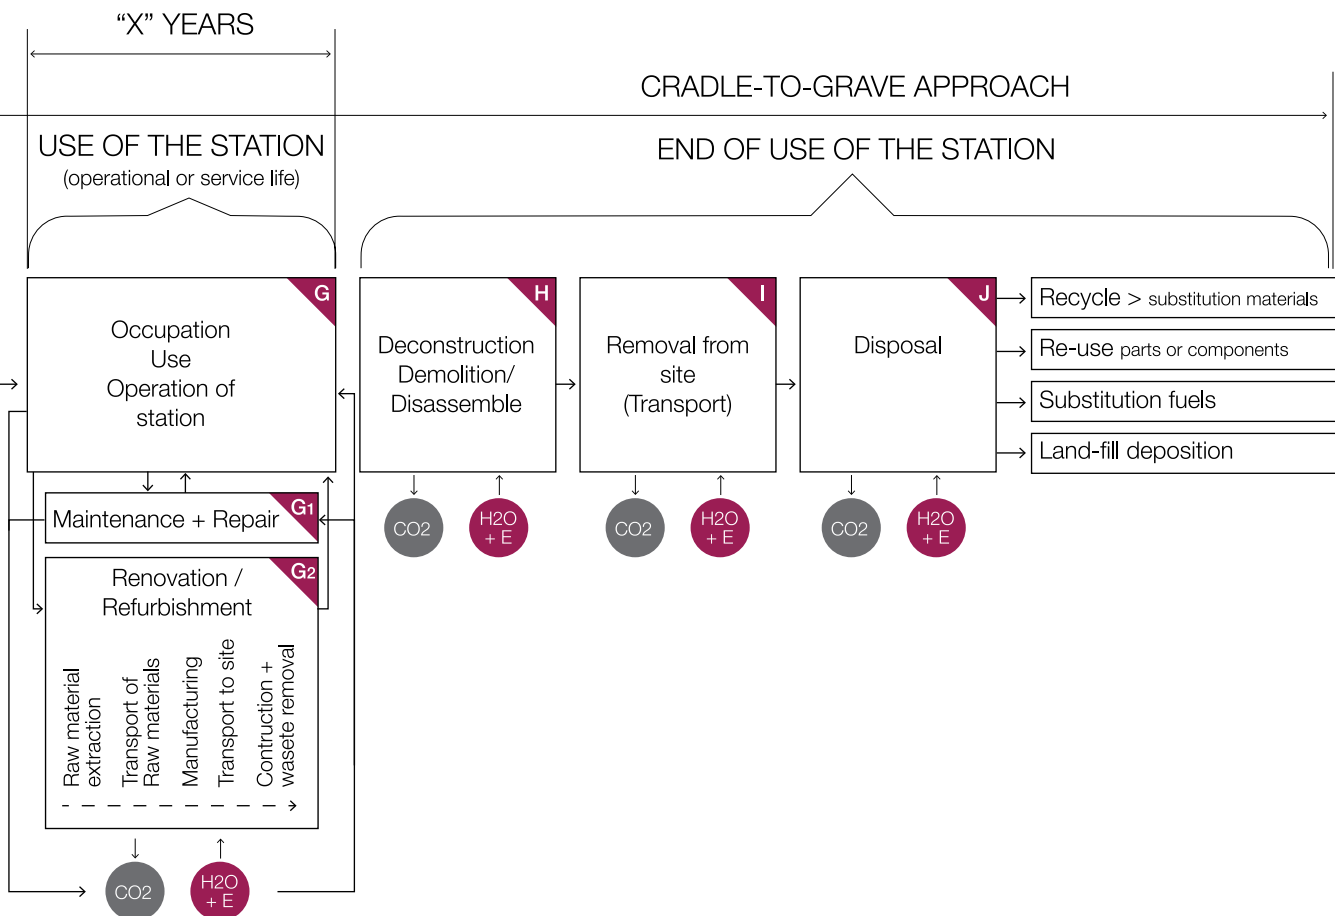 “X” YEARS
CRADLE-TO-GRAVE APPROACH
USE OF THE STATION
(operational or service life)
END OF USE OF THE STATION
G
Occupation
Use
Operation of
station
H
Deconstruction
Demolition/
Disassemble
I
Removal from
site
(Transport)
J
Disposal
Recycle > substitution materials
Re-use parts or components
Substitution fuels
Land-fill deposition
G1
Maintenance + Repair
CO2
H2O
+ E
CO2
H2O
+ E
CO2
H2O
+ E
G2
Renovation /
Refurbishment
Raw material
extraction
Transport of
Raw materials
Manufacturing
Transport to site
Contruction +
wasete removal
CO2
H2O
+ E